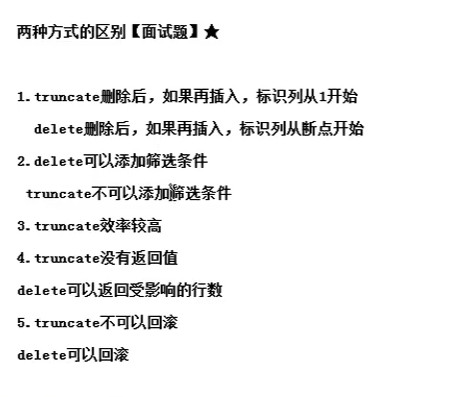 两种方式的区别【面试题】★
1.truncate删除后，如果再插入，标识列从1开始
delete删除后，如果再插入，标识列从断点开始
2.delete可以添加筛选条件
truncate不可以添加筛选条件
3.truncate效率较高
4.truncate没有返回值
delete可以返回受影响的行数
5.truncate不可以回滚
delete可以回滚